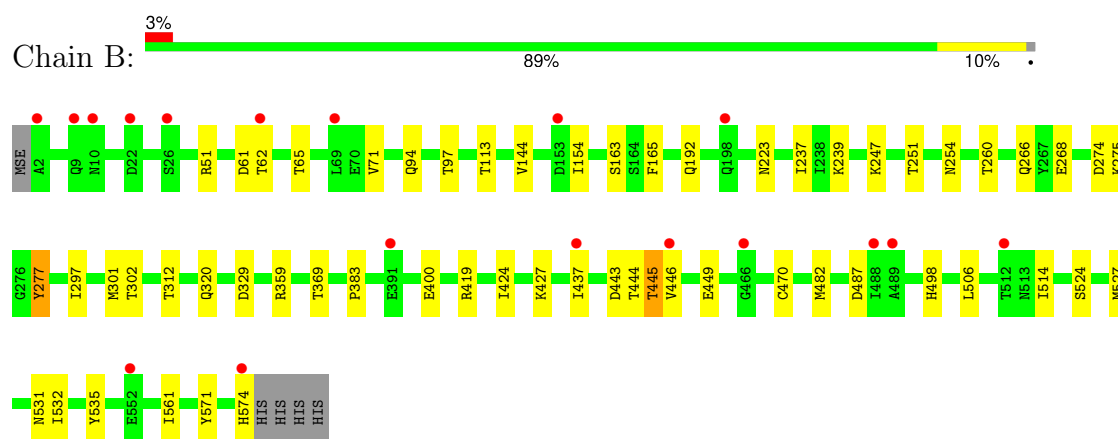 3%
Chain B:
89% 10% •
MSE A2 Q9 N10 D22 S26 R51 D61 T62 T65 L69 E70 V71 Q94 T97 T113 V144 D153 I154 S163 S164 F165 Q192 Q198 N223 I237 I238 K239 K247 T251 N254 T260 Q266 Y267 E268 D274 K275
G276 Y277 I297 M301 T302 T312 Q320 D329 R359 T369 P383 E391 E400 R419 I424 K427 I437 D443 T444 T445 V446 E449 G466 C470 M482 D487 I488 A489 H498 L506 T512 N513 I514 S524
N531 I532 Y535 E552 I561 Y571 H574 HIS HIS HIS HIS